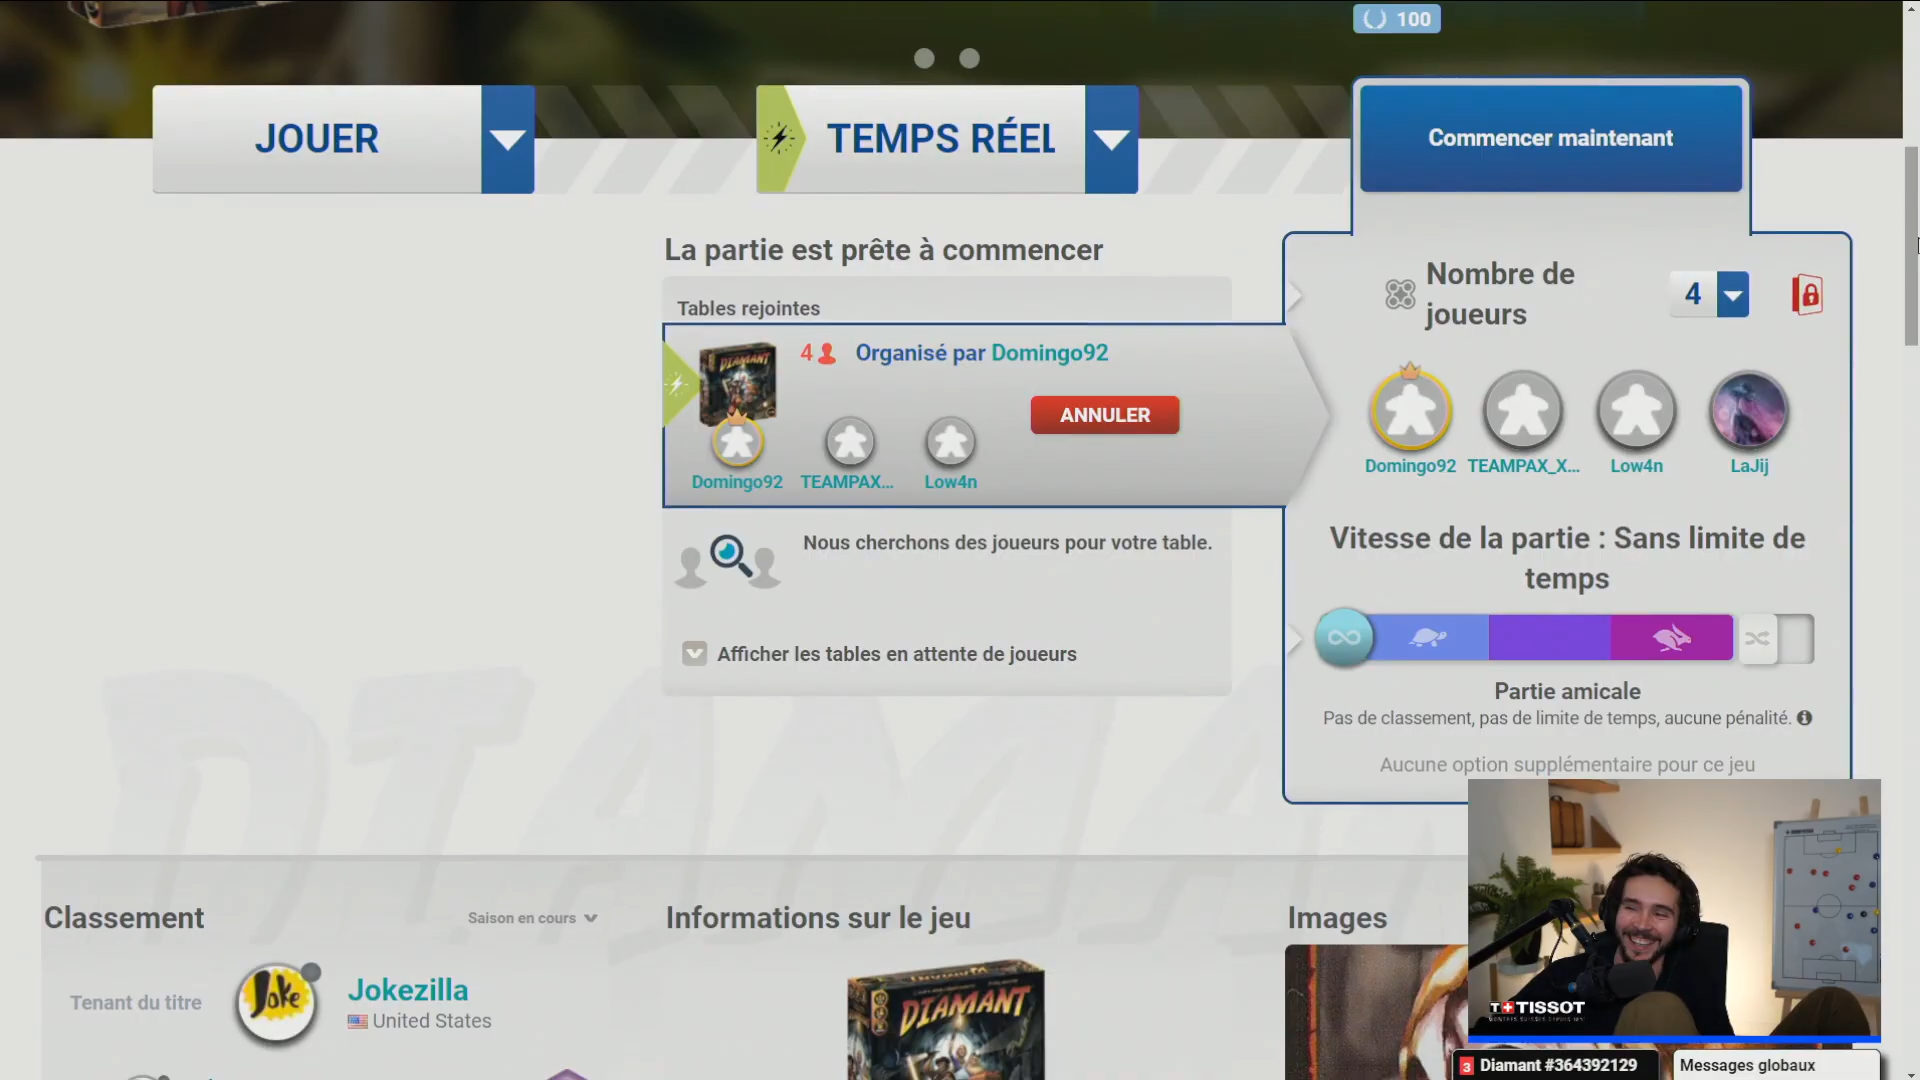 100
JOUER
TEMPS RÉEL
Commencer maintenant
La partie est prête à commencer
Tables rejointes
4
Organisé par Domingo92
ANNULER
Domingo92
TEAMPAX...
Low4n
Nous cherchons des joueurs pour votre table.
Afficher les tables en attente de joueurs
Nombre de
joueurs
4
Domingo92
TEAMPAX_X...
Low4n
LaJij
Vitesse de la partie : Sans limite de
temps
Partie amicale
Pas de classement, pas de limite de temps, aucune pénalité.
Aucune option supplémentaire pour ce jeu
DIAMANT
Classement
Saison en cours
Tenant du titre
Joke
Jokezilla
United States
Informations sur le jeu
DIAMANT
Images
TISSOT
3 Diamant #364392129
Messages globaux